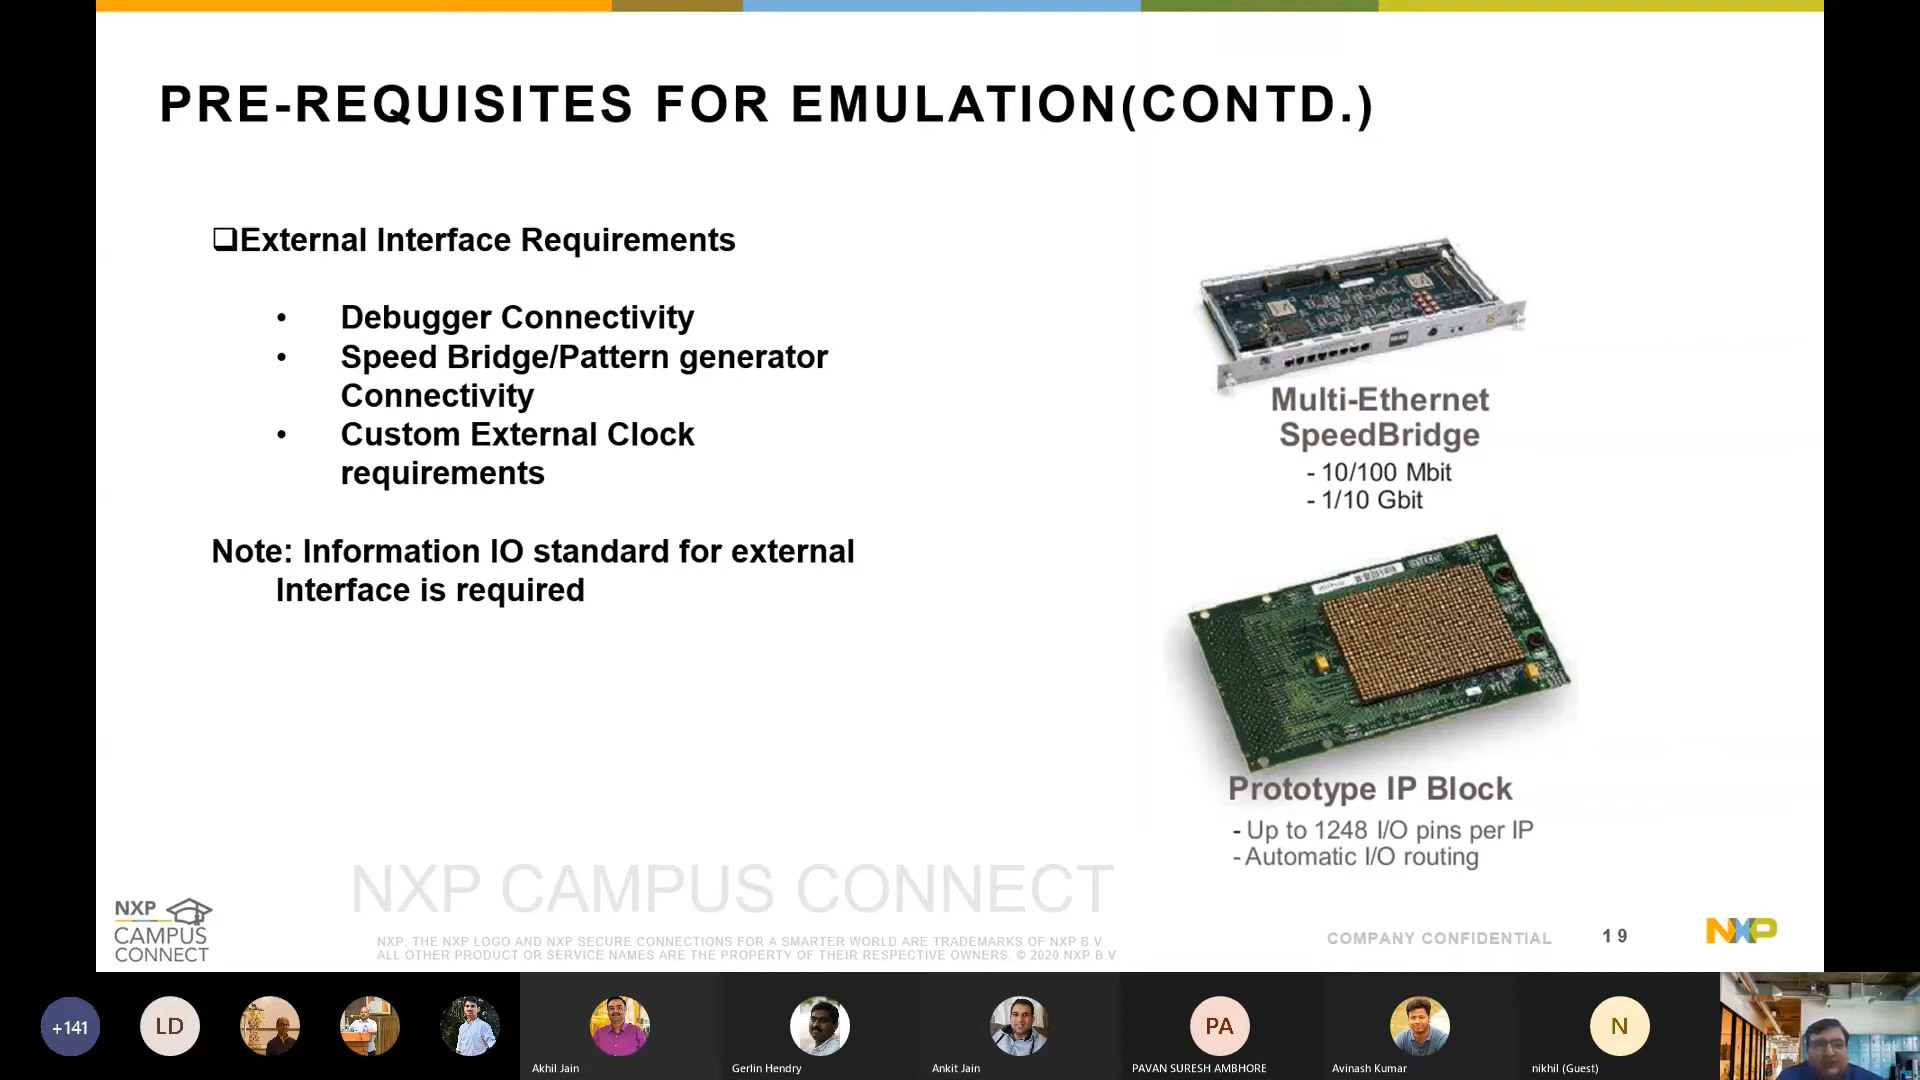 PRE-REQUISITES FOR EMULATION(CONTD.)
❑External Interface Requirements
• Debugger Connectivity
• Speed Bridge/Pattern generator
Connectivity
• Custom External Clock
requirements
Note: Information IO standard for external
Interface is required
Multi-Ethernet
SpeedBridge
- 10/100 Mbit
- 1/10 Gbit
Prototype IP Block
- Up to 1248 I/O pins per IP
- Automatic I/O routing
NXP CAMPUS CONNECT
NXP
CAMPUS
CONNECT
NXP, THE NXP LOGO AND NXP SECURE CONNECTIONS FOR A SMARTER WORLD ARE TRADEMARKS OF NXP B.V
ALL OTHER PRODUCT OR SERVICE NAMES ARE THE PROPERTY OF THEIR RESPECTIVE OWNERS. © 2020 NXP B.V.
COMPANY CONFIDENTIAL
19
NXP
+141
LD
PA
N
Akhil Jain
Gerlin Hendry
Ankit Jain
PAVAN SURESH AMBHORE
Avinash Kumar
nikhil (Guest)